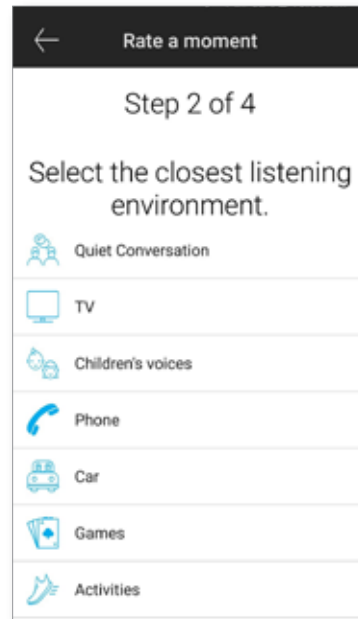 Rate a moment
Step 2 of 4
Select the closest listening
environment.
Quiet Conversation
TV
Children's voices
Phone
Car
Games
Activities